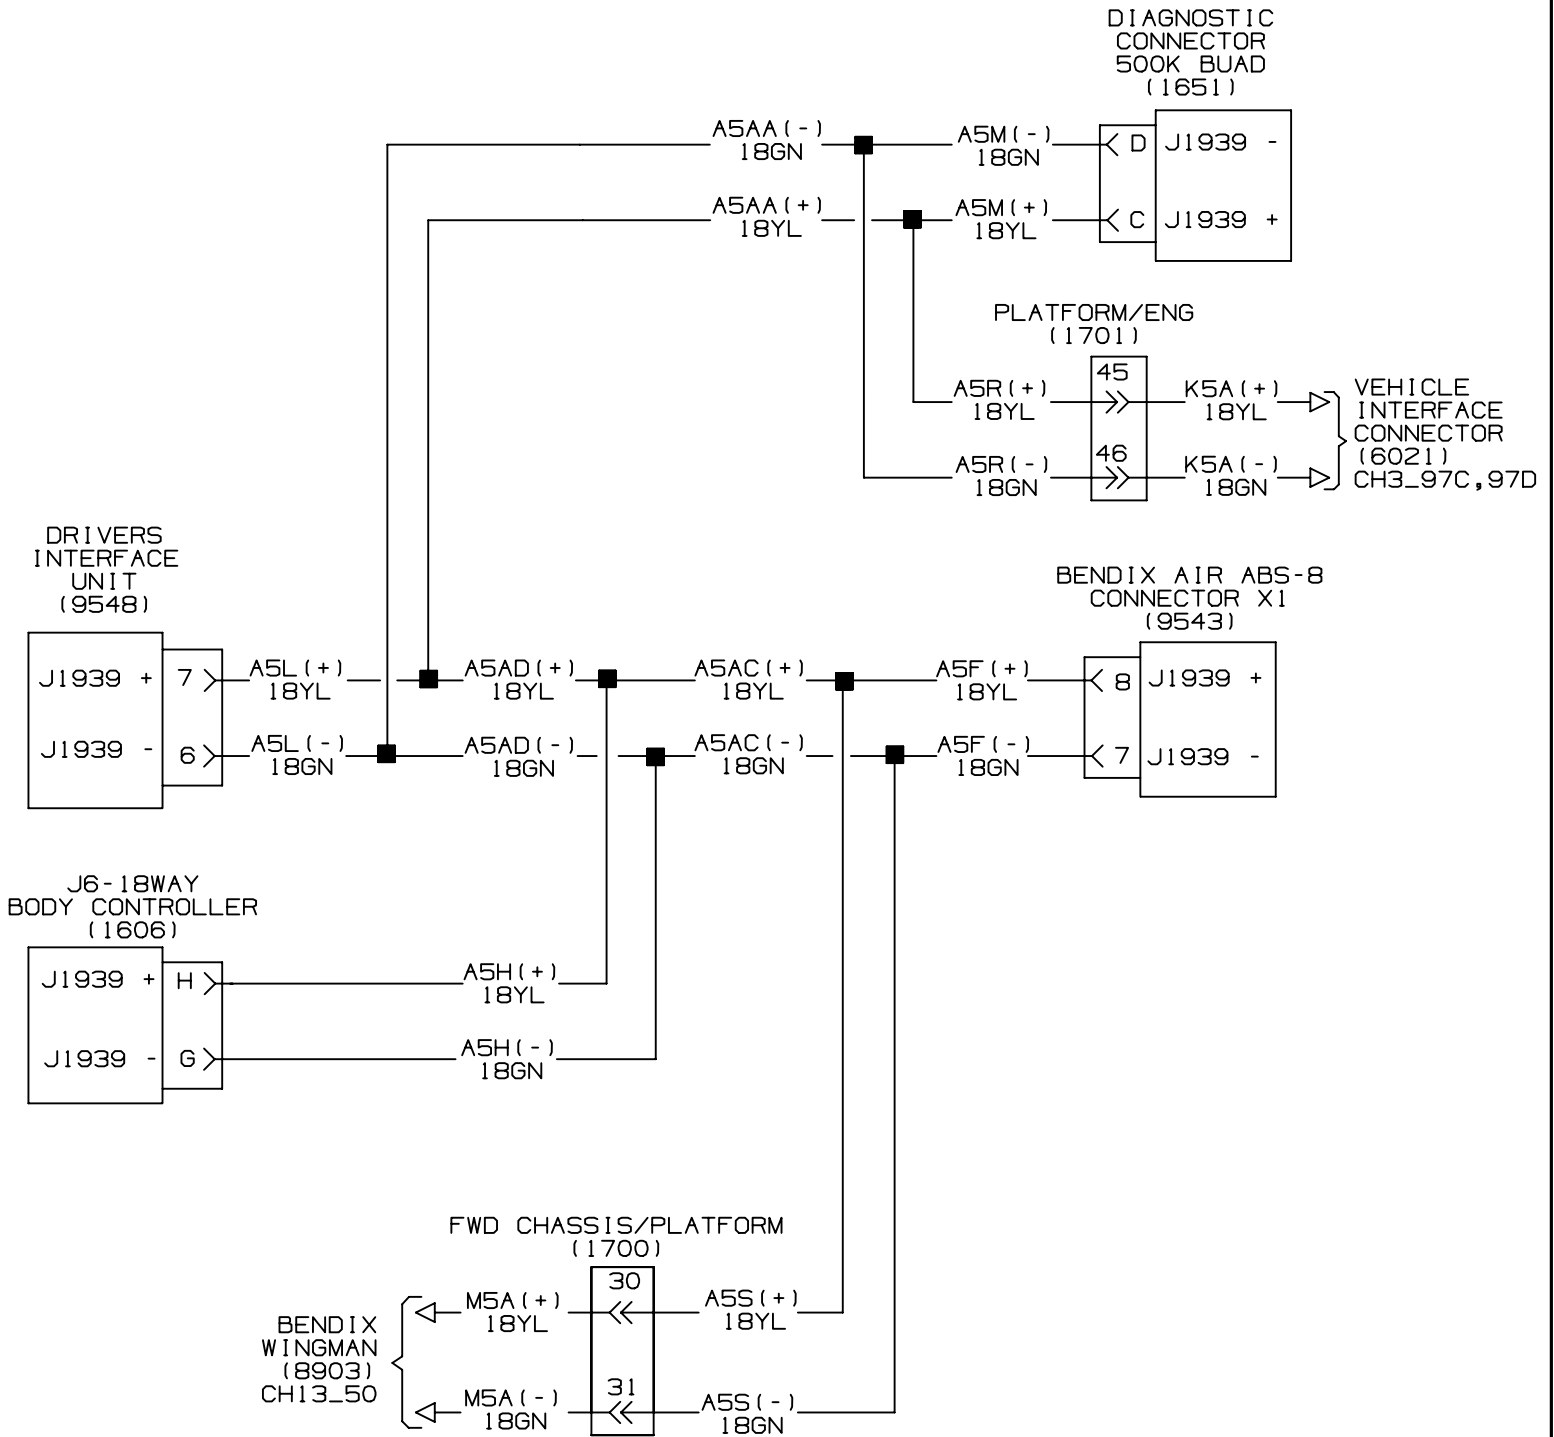 DIAGNOSTIC
CONNECTOR
500K BUAD
(1651)
A5AA(-)
18GN
A5M(-)
18GN
D J1939 -
A5AA(+)
18YL
A5M(+)
18YL
C J1939 +
PLATFORM/ENG
(1701)
A5R(+)
18YL
45
K5A(+)
18YL
A5R(-)
18GN
46
K5A(-)
18GN
VEHICLE
INTERFACE
CONNECTOR
(6021)
CH3_97C,97D
DRIVERS
INTERFACE
UNIT
(9548)
J1939 + 7
A5L(+)
18YL
A5AD(+)
18YL
A5AC(+)
18YL
A5F(+)
18YL
BENDIX AIR ABS-8
CONNECTOR X1
(9543)
8 J1939 +
J1939 - 6
A5L(-)
18GN
A5AD(-)
18GN
A5AC(-)
18GN
A5F(-)
18GN
7 J1939 -
J6-18WAY
BODY CONTROLLER
(1606)
J1939 + H
A5H(+)
18YL
J1939 - G
A5H(-)
18GN
FWD CHASSIS/PLATFORM
(1700)
BENDIX
WINGMAN
(8903)
CH13_50
M5A(+)
18YL
30
A5S(+)
18YL
M5A(-)
18GN
31
A5S(-)
18GN